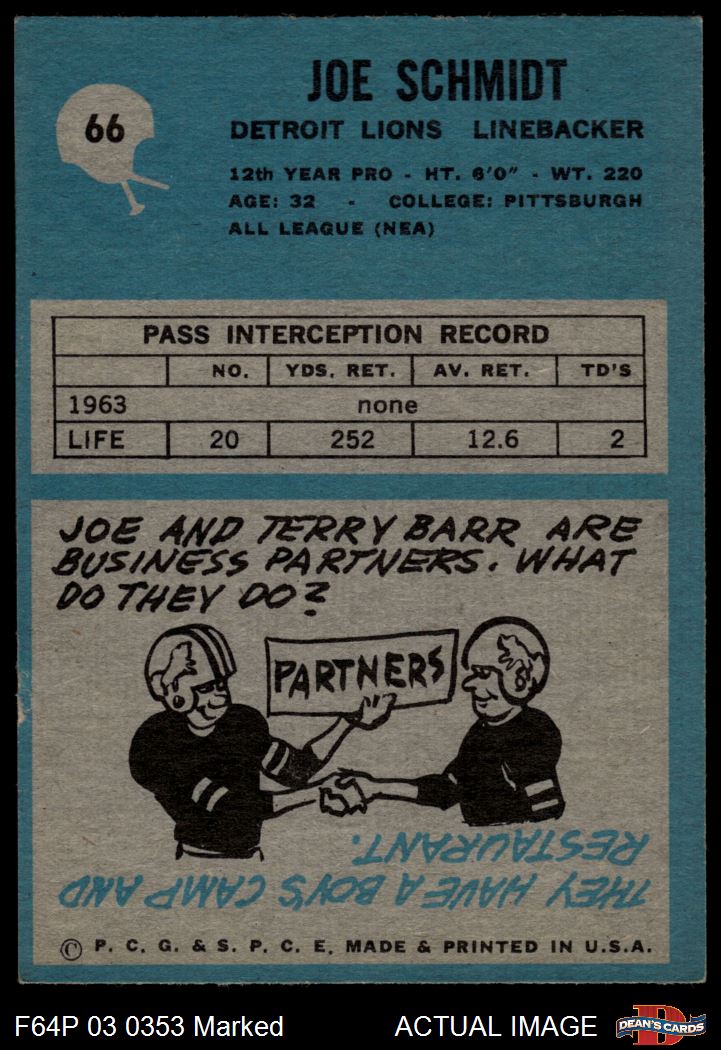 JOE SCHMIDT
66
DETROIT LIONS LINEBACKER
12th YEAR PRO - HT. 6'0" - WT. 220
AGE: 32 - COLLEGE: PITTSBURGH
ALL LEAGUE (NEA)
PASS INTERCEPTION RECORD
NO. YDS. RET. AV. RET. TD'S
1963 none
LIFE 20 252 12.6 2
JOE AND TERRY BARR ARE
BUSINESS PARTNERS. WHAT
DO THEY DO?
PARTNERS
THEY HAVE A BOY'S CAMP AND
RESTAURANT.
© P. C. G. & S. P. C. E. MADE & PRINTED IN U.S.A.
F64P 03 0353 Marked
ACTUAL IMAGE
D
DEAN'S CARDS